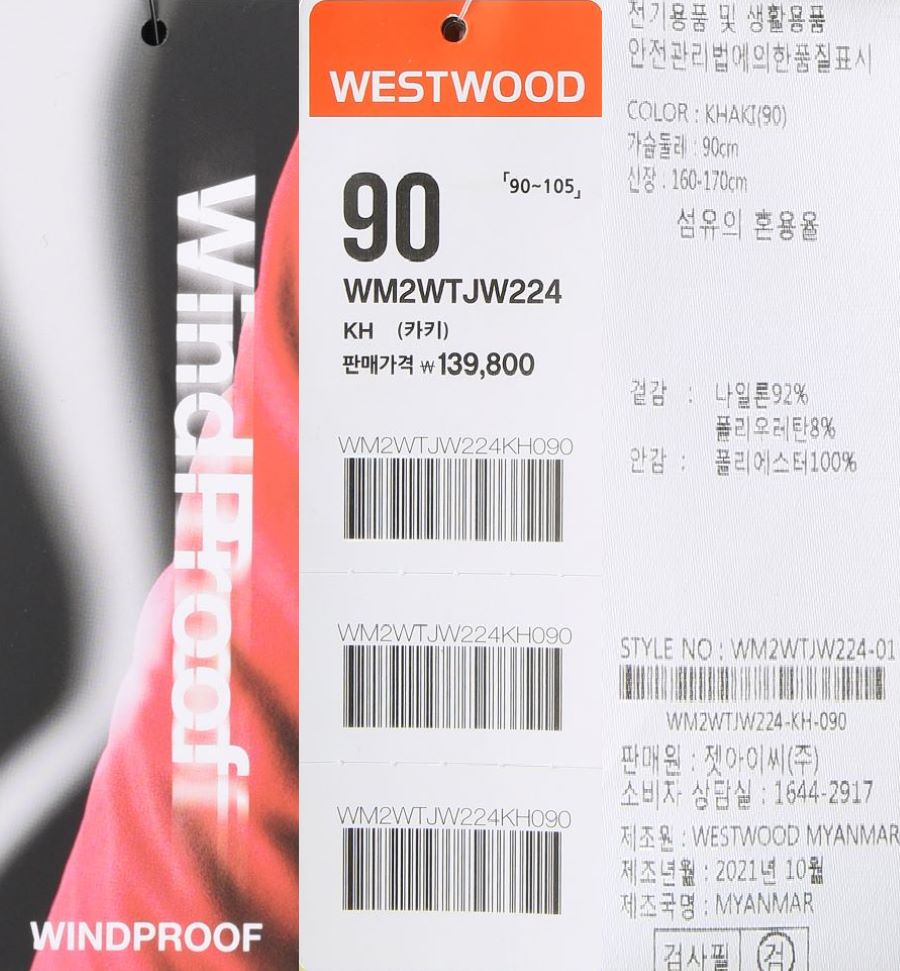 WindProof
WINDPROOF
WESTWOOD
90
「90~105」
WM2WTJW224
KH (카키)
판매가격 ₩139,800
WM2WTJW224KH090
WM2WTJW224KH090
WM2WTJW224KH090
전기용품 및 생활용품
안전관리법에의한품질표시
COLOR : KHAKI(90)
가슴둘레 : 90cm
신장 : 160-170cm
섬유의 혼용율
겉감 : 나일론92%
폴리우레탄8%
안감 : 폴리에스터100%
STYLE NO : WM2WTJW224-01
WM2WTJW224-KH-090
판매원 : 젯아이씨(주)
소비자 상담실 : 1644-2917
제조원 : WESTWOOD MYANMAR
제조년월 : 2021년 10월
제조국명 : MYANMAR
검사필 검